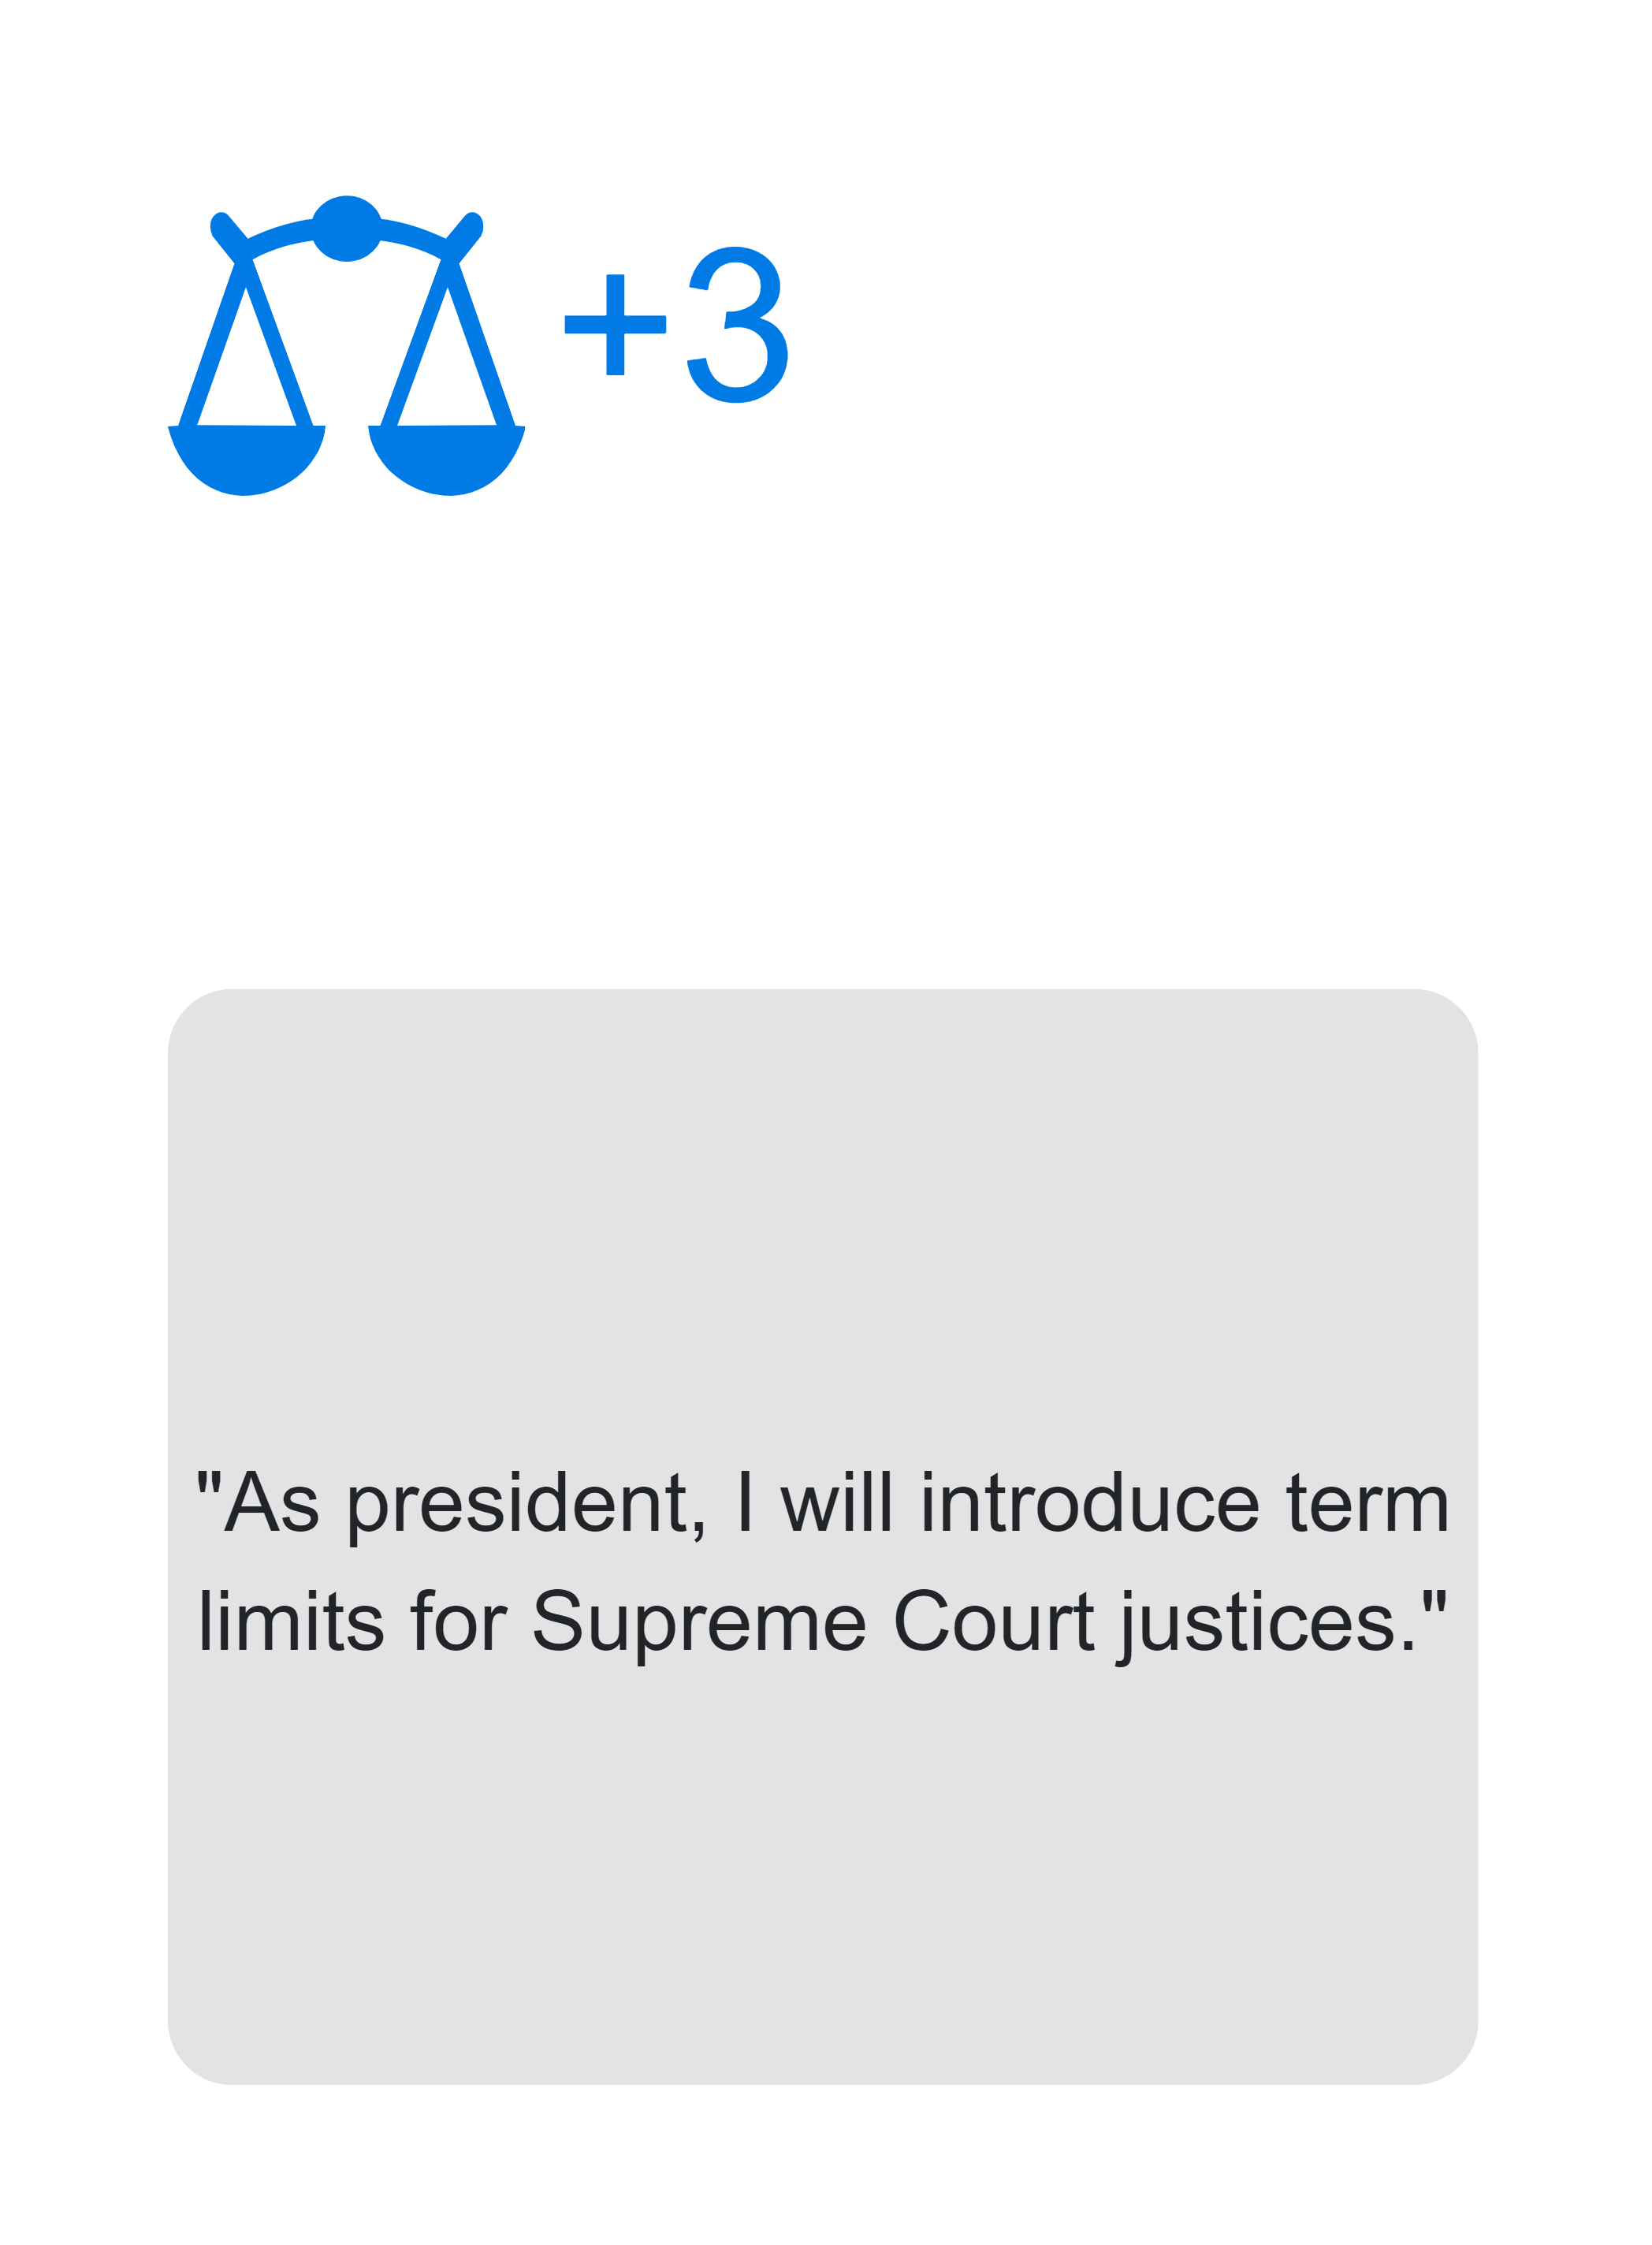 +3
"As president, I will introduce term
limits for Supreme Court justices."